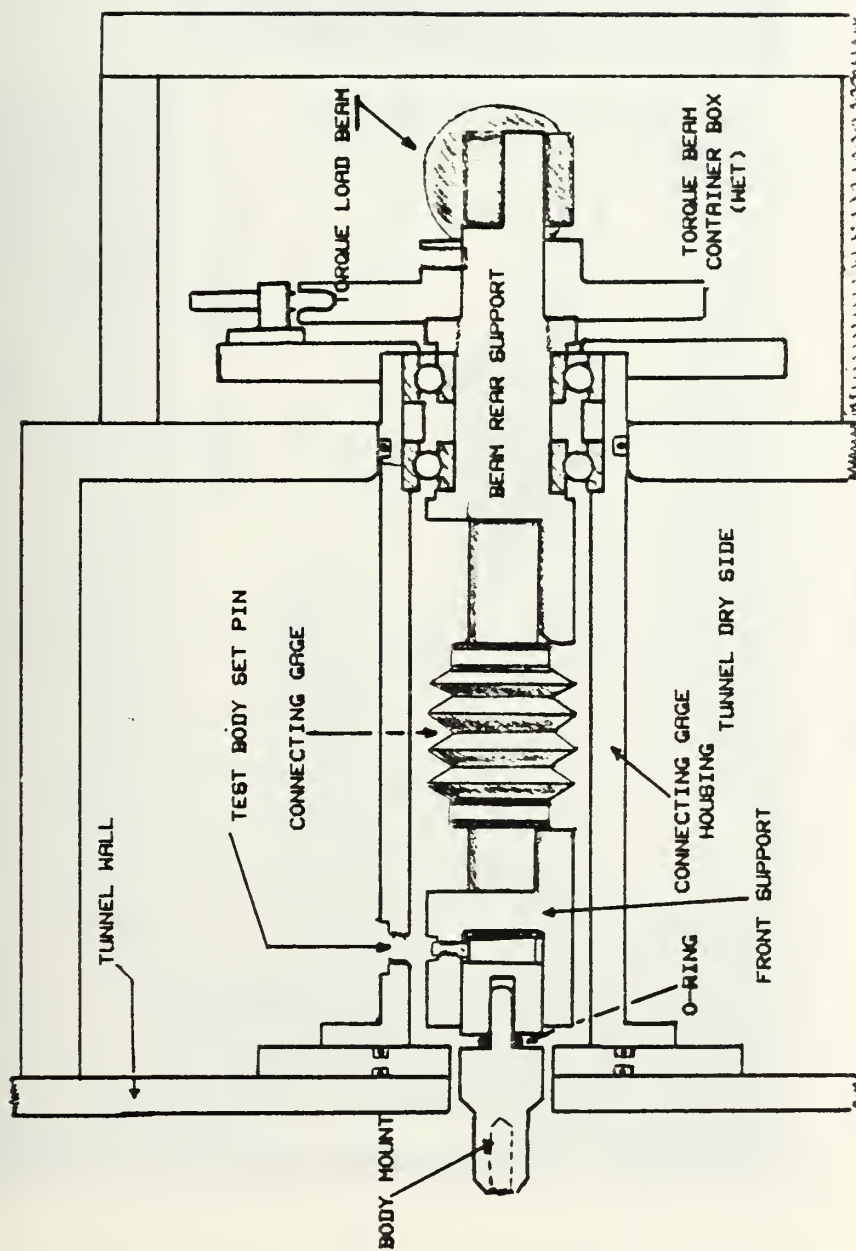 TUNNEL WALL
TEST BODY SET PIN
CONNECTING GAGE
TORQUE LOAD BEAM
BODY MOUNT
BEAM REAR SUPPORT
O-RING
FRONT SUPPORT
CONNECTING GAGE
HOUSING
TUNNEL DRY SIDE
TORQUE BEAM
CONTAINER BOX
(WET)